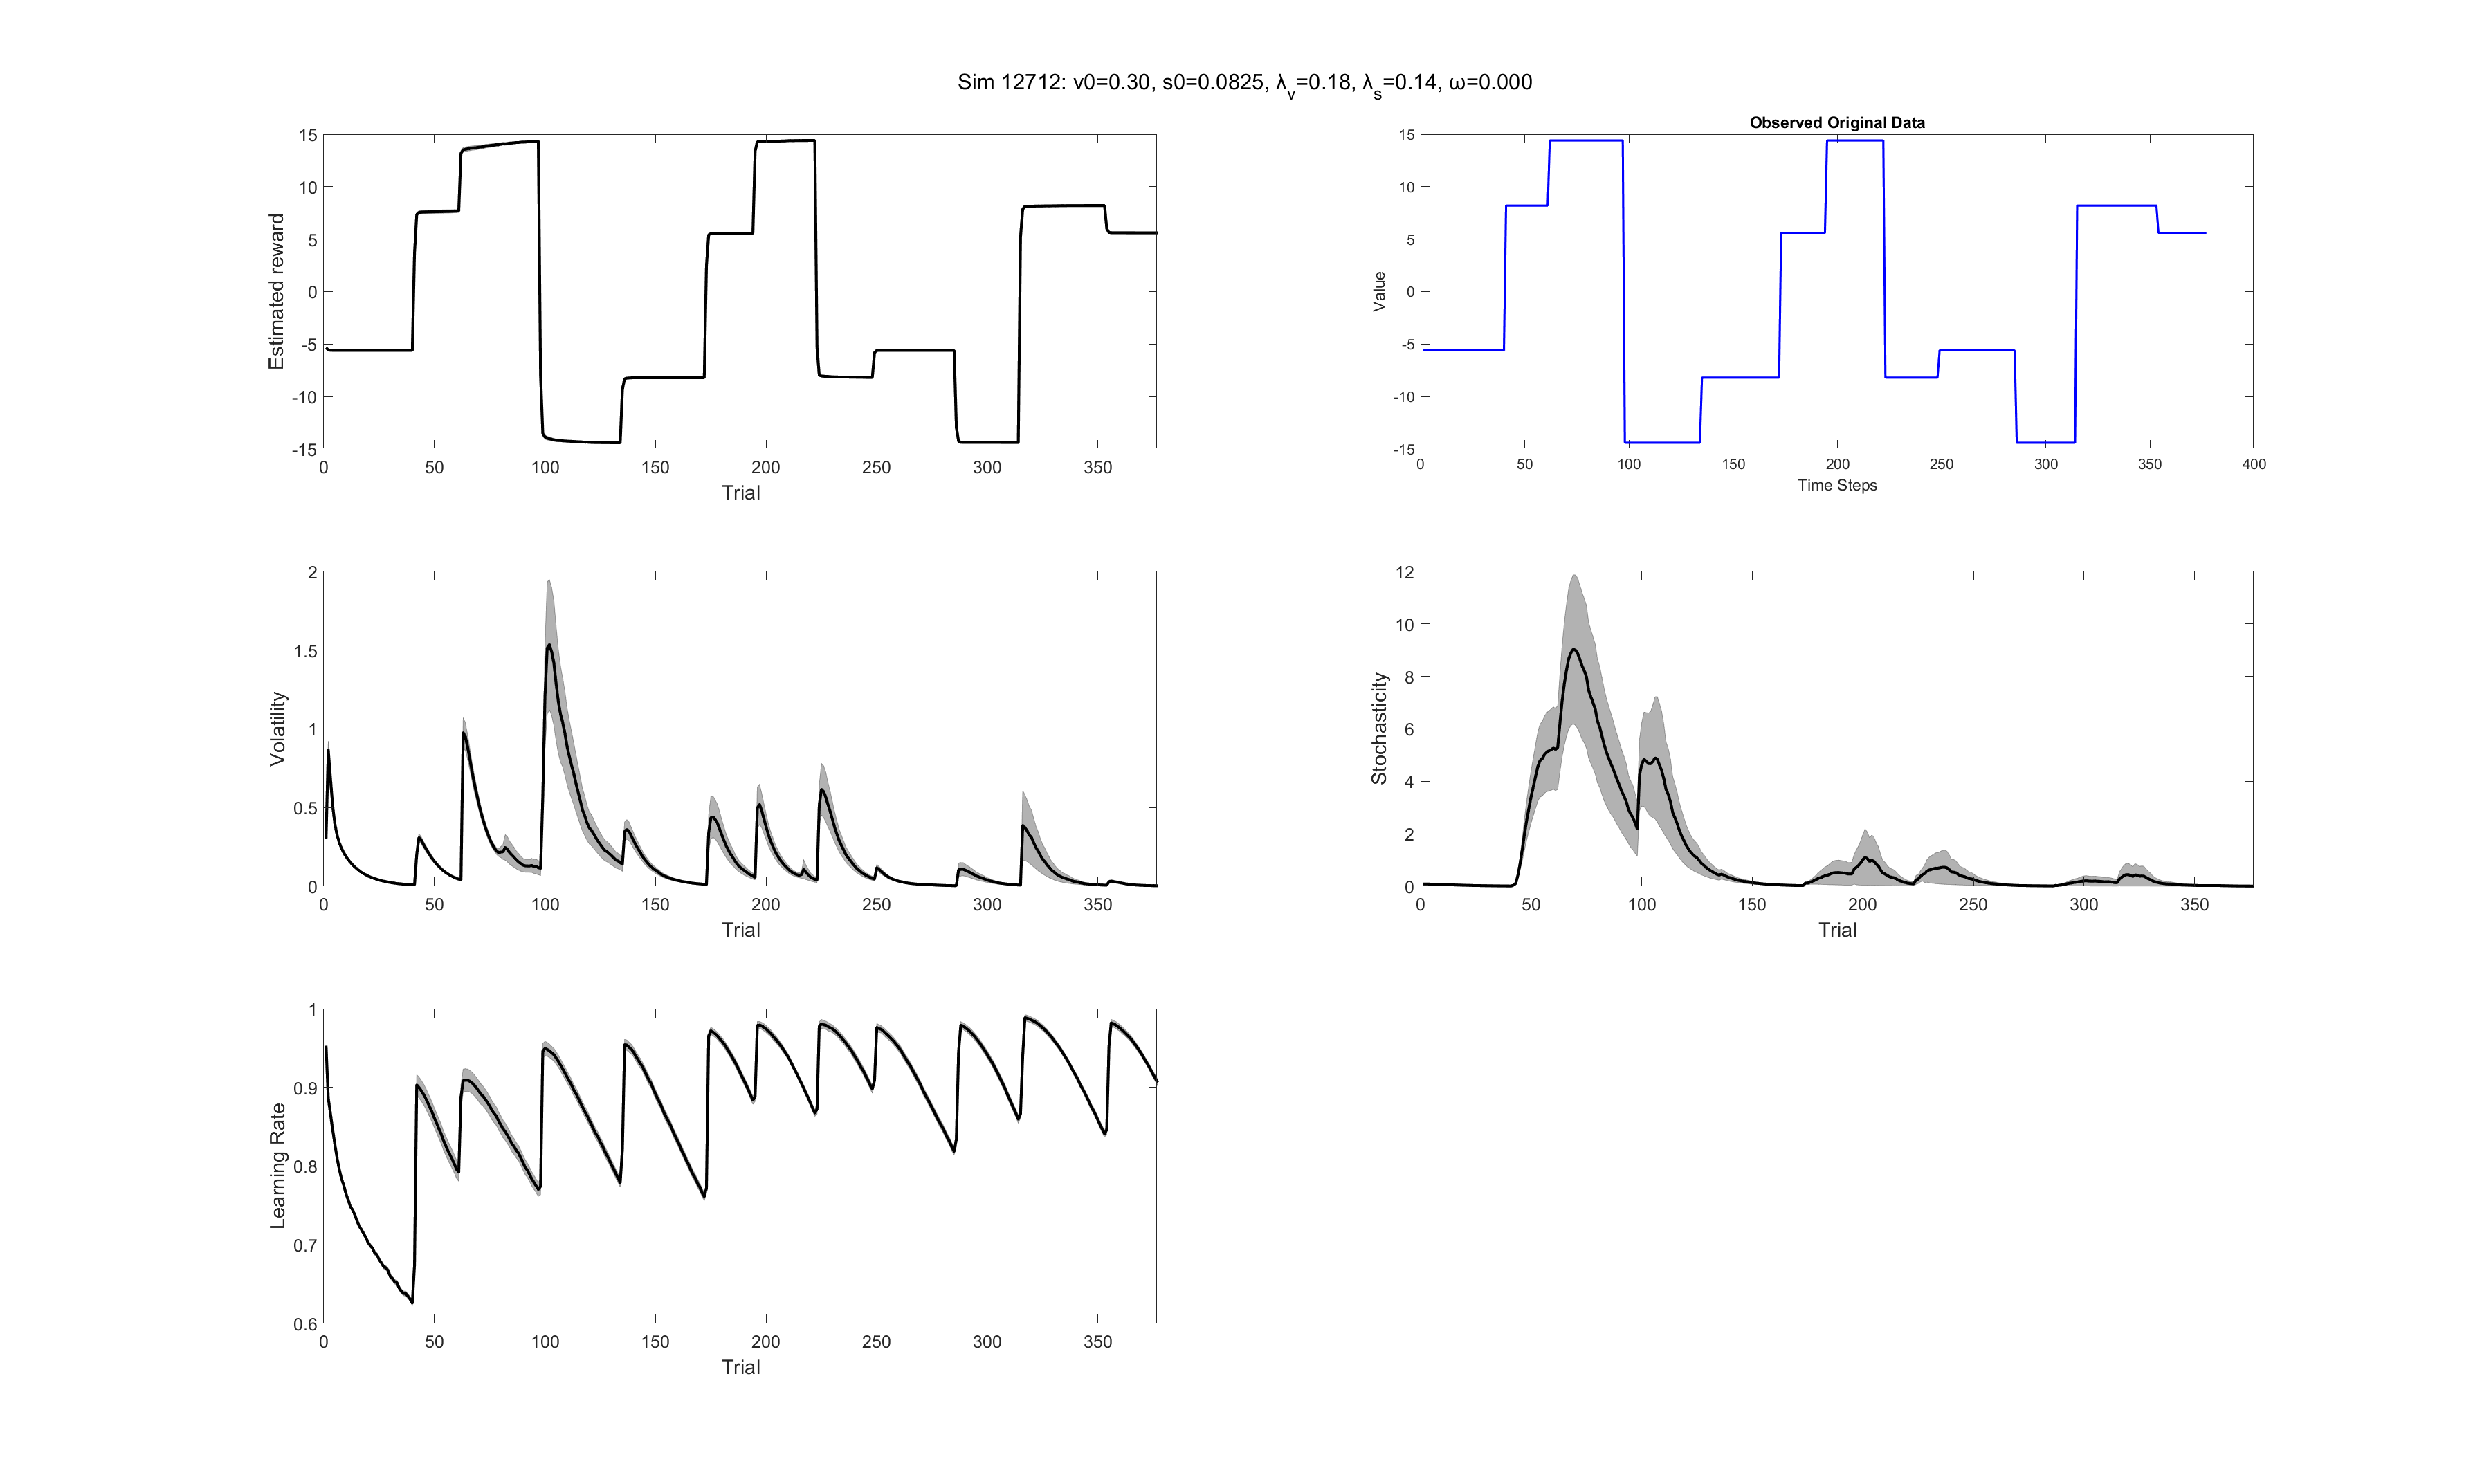 Sim 12712: v0=0.30, s0=0.0825, λv=0.18, λs=0.14, ω=0.000
15
10
5
0
-5
-10
-15
Estimated reward
0 50 100 150 200 250 300 350
Trial
Observed Original Data
15
10
5
0
-5
-10
-15
Value
0 50 100 150 200 250 300 350 400
Time Steps
2
1.5
1
0.5
0
Volatility
0 50 100 150 200 250 300 350
Trial
12
10
8
6
4
2
0
Stochasticity
0 50 100 150 200 250 300 350
Trial
1
0.9
0.8
0.7
0.6
Learning Rate
0 50 100 150 200 250 300 350
Trial